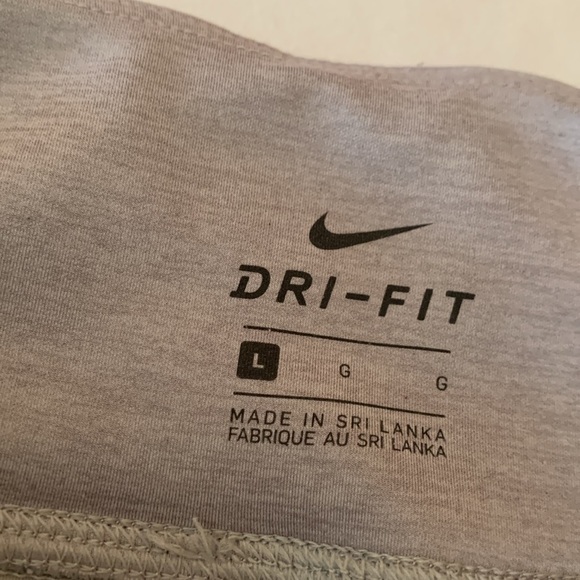 DRI-FIT
L G G
MADE IN SRI LANKA
FABRIQUE AU SRI LANKA